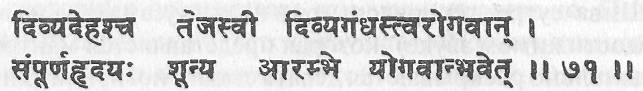 दिव्यदेहश्च तेजस्वी दिव्यगंधस्त्वरोगवान्
संपूर्णहृदयः शून्य आरम्भे योगवान्भवेत् ॥ ७१ ॥